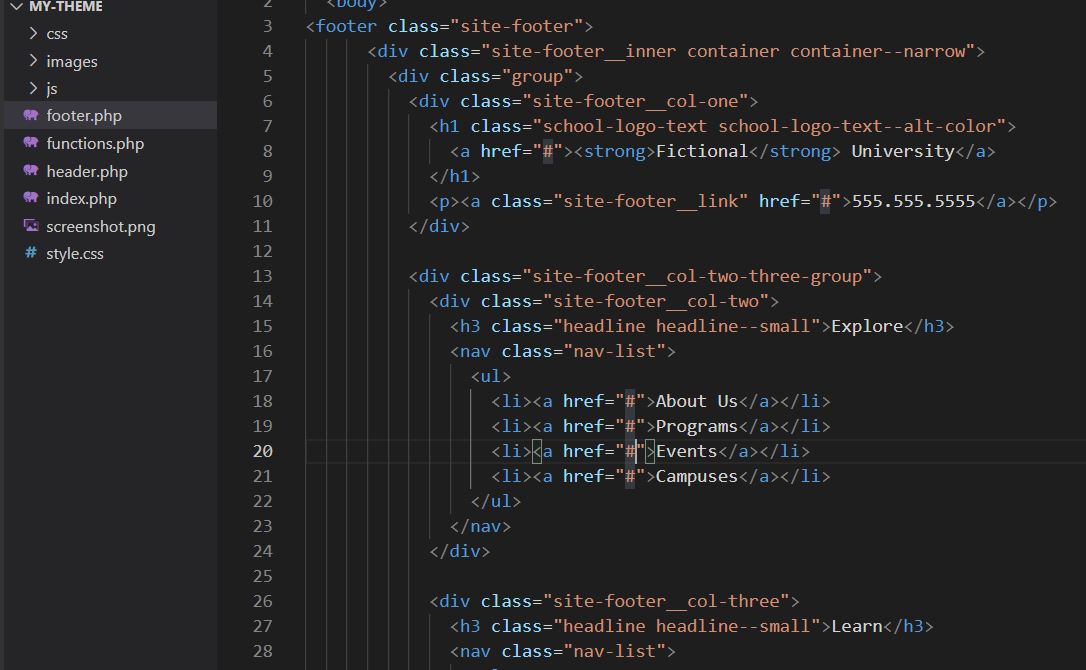 MY-THEME
css
images
js
footer.php
functions.php
header.php
index.php
screenshot.png
# style.css
2 <body>
3 <footer class="site-footer">
4 <div class="site-footer__inner container container--narrow">
5 <div class="group">
6 <div class="site-footer__col-one">
7 <h1 class="school-logo-text school-logo-text--alt-color">
8 <a href="#"><strong>Fictional</strong> University</a>
9 </h1>
10 <p><a class="site-footer__link" href="#">555.555.5555</a></p>
11 </div>
12
13 <div class="site-footer__col-two-three-group">
14 <div class="site-footer__col-two">
15 <h3 class="headline headline--small">Explore</h3>
16 <nav class="nav-list">
17 <ul>
18 <li><a href="#">About Us</a></li>
19 <li><a href="#">Programs</a></li>
20 <li><a href="#">Events</a></li>
21 <li><a href="#">Campuses</a></li>
22 </ul>
23 </nav>
24 </div>
25
26 <div class="site-footer__col-three">
27 <h3 class="headline headline--small">Learn</h3>
28 <nav class="nav-list">